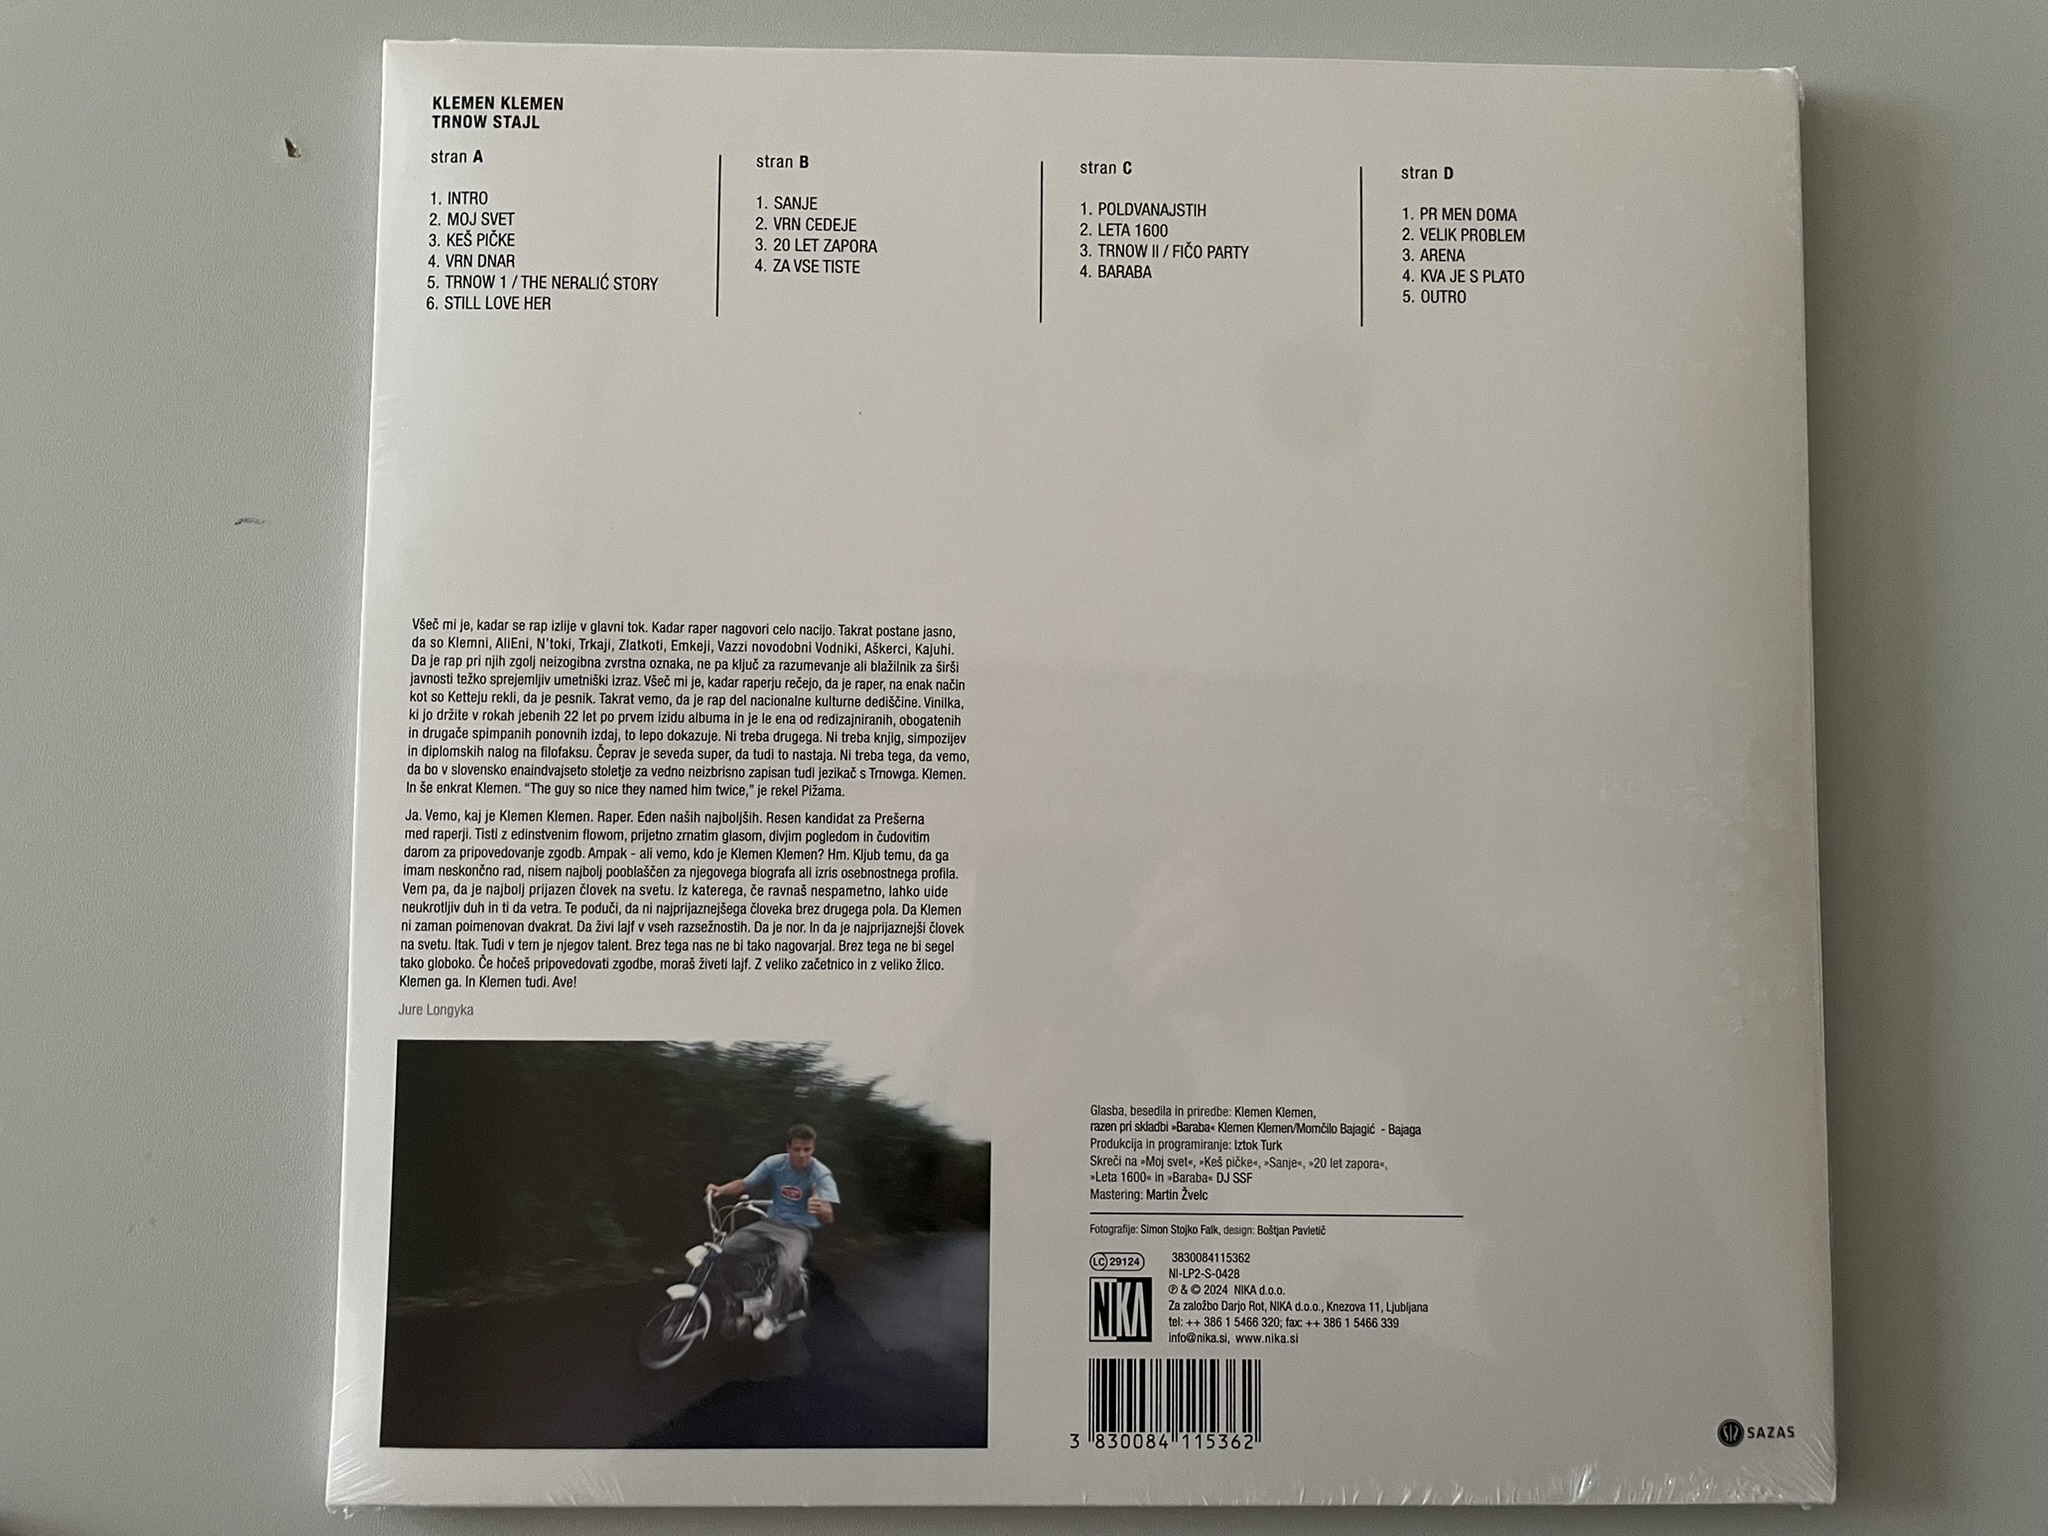 KLEMEN KLEMEN
TRNOW STAJL
stran A
1. INTRO
2. MOJ SVET
3. KEŠ PIČKE
4. VRN DNAR
5. TRNOW 1 / THE NERALIĆ STORY
6. STILL LOVE HER
stran B
1. SANJE
2. VRN CEDEJE
3. 20 LET ZAPORA
4. ZA VSE TISTE
stran C
1. POLDVANAJSTIH
2. LETA 1600
3. TRNOW II / FIČO PARTY
4. BARABA
stran D
1. PR MEN DOMA
2. VELIK PROBLEM
3. ARENA
4. KVA JE S PLATO
5. OUTRO
Všeč mi je, kadar se rap izlije v glavni tok. Kadar raper nagovori celo nacijo. Takrat postane jasno,
da so Klemni, AliEni, N'toki, Trkaji, Zlatkoti, Emkeji, Vazzi novodobni Vodniki, Aškerci, Kajuhi.
Da je rap pri njih zgolj neizogibna zvrstna oznaka, ne pa ključ za razumevanje ali blažilnik za širši
javnosti težko sprejemljiv umetniški izraz. Všeč mi je, kadar raperju rečejo, da je raper, na enak način
kot so Ketteju rekli, da je pesnik. Takrat vemo, da je rap del nacionalne kulturne dediščine. Vinilka,
ki jo držite v rokah jebenih 22 let po prvem izidu albuma in je le ena od redizajniranih, obogatenih
in drugače spimpanih ponovnih izdaj, to lepo dokazuje. Ni treba drugega. Ni treba knjig, simpozijev
in diplomskih nalog na filofaksu. Čeprav je seveda super, da tudi to nastaja. Ni treba tega, da vemo,
da bo v slovensko enaindvajseto stoletje za vedno neizbrisno zapisan tudi jezikač s Trnowga. Klemen.
In še enkrat Klemen. “The guy so nice they named him twice,” je rekel Pižama.
Ja. Vemo, kaj je Klemen Klemen. Raper. Eden naših najboljših. Resen kandidat za Prešerna
med raperji. Tisti z edinstvenim flowom, prijetno zrnatim glasom, divjim pogledom in čudovitim
darom za pripovedovanje zgodb. Ampak - ali vemo, kdo je Klemen Klemen? Hm. Kljub temu, da ga
imam neskončno rad, nisem najbolj pooblaščen za njegovega biografa ali izris osebnostnega profila.
Vem pa, da je najbolj prijazen človek na svetu. Iz katerega, če ravnaš nespametno, lahko uide
neukrotljiv duh in ti da vetra. Te poduči, da ni najprijaznejšega človeka brez drugega pola. Da Klemen
ni zaman poimenovan dvakrat. Da živi lajf v vseh razsežnostih. Da je nor. In da je najprijaznejši človek
na svetu. Itak. Tudi v tem je njegov talent. Brez tega nas ne bi tako nagovarjal. Brez tega ne bi segel
tako globoko. Če hočeš pripovedovati zgodbe, moraš živeti lajf. Z veliko začetnico in z veliko žlico.
Klemen ga. In Klemen tudi. Ave!
Jure Longyka
Glasba, besedila in priredbe: Klemen Klemen,
razen pri skladbi »Baraba« Klemen Klemen/Momčilo Bajagić - Bajaga
Produkcija in programiranje: Iztok Turk
Skreči na »Moj svet«, »Keš pičke«, »Sanje«, »20 let zapora«,
»Leta 1600« in »Baraba« DJ SSF
Mastering: Martin Žvelc
Fotografije: Simon Stojko Falk, design: Boštjan Pavletič
LC 29124
3830084115362
NI-LP2-S-0428
℗ & © 2024 NIKA d.o.o.
Za založbo Darjo Rot, NIKA d.o.o., Knezova 11, Ljubljana
tel: ++ 386 1 5466 320; fax: ++ 386 1 5466 339
info@nika.si, www.nika.si
NIKA
3 830084 115362
SAZAS